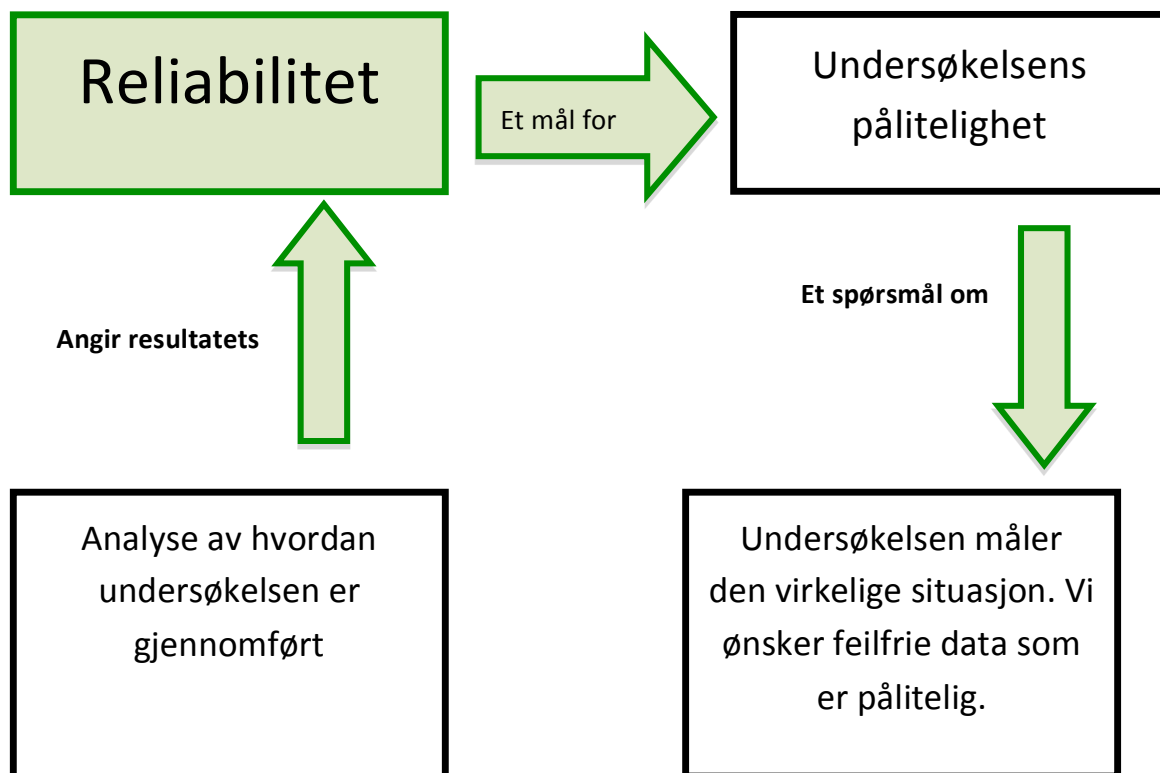 Reliabilitet
Et mål for
Undersøkelsens
pålitelighet
Angir resultatets
Et spørsmål om
Analyse av hvordan
undersøkelsen er
gjennomført
Undersøkelsen måler
den virkelige situasjon. Vi
ønsker feilfrie data som
er pålitelig.